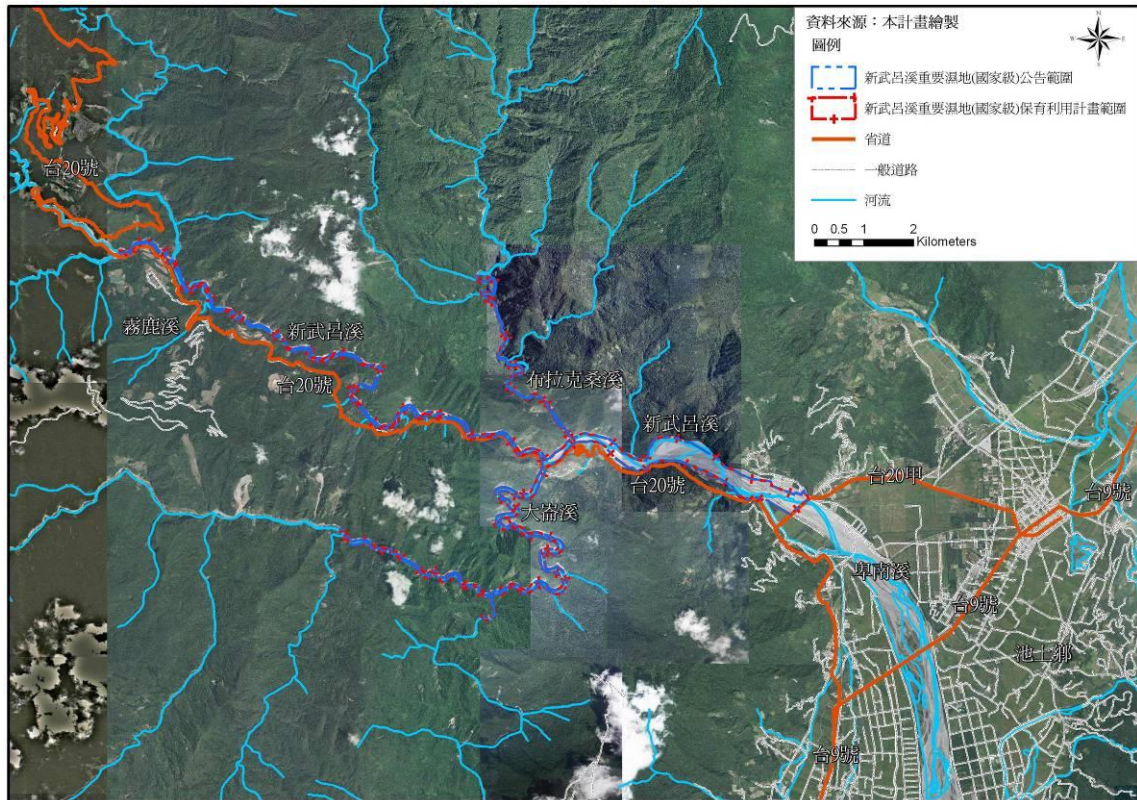 資料來源：本計畫繪製
圖例
N
W
E
S
新武呂溪重要濕地(國家級)公告範圍
新武呂溪重要濕地(國家級)保育利用計畫範圍
省道
一般道路
河流
0 0.5 1 2
Kilometers
台20號
霧鹿溪
新武呂溪
台20號
布拉克桑溪
新武呂溪
台20號
台20甲
台9號
大崙溪
卑南溪
台9號
池上鄉
台9號